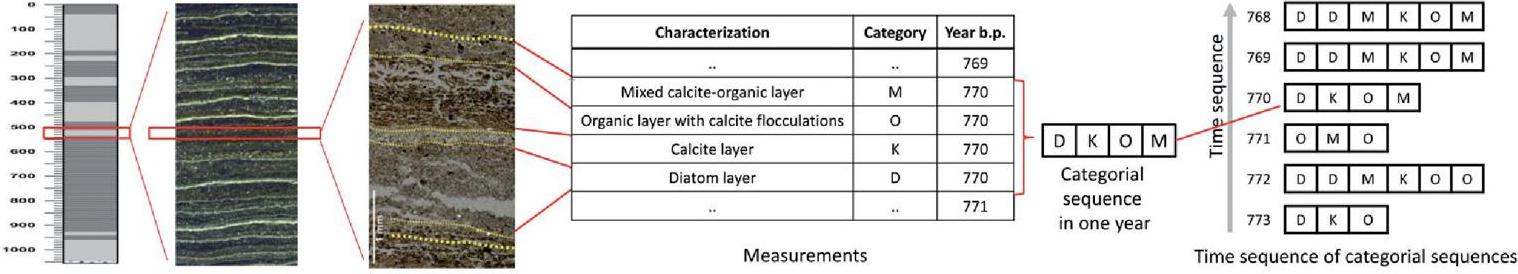 0
100
200
300
400
500
600
700
800
900
1000
1 mm
Characterization Category Year b.p.
.. .. 769
Mixed calcite-organic layer M 770
Organic layer with calcite flocculations O 770
Calcite layer K 770
Diatom layer D 770
.. .. 771
Measurements
D K O M
Categorial
sequence
in one year
Time sequence
768 D D M K O M
769 D D M K O M
770 D K O M
771 O M O
772 D D M K O O
773 D K O
Time sequence of categorial sequences